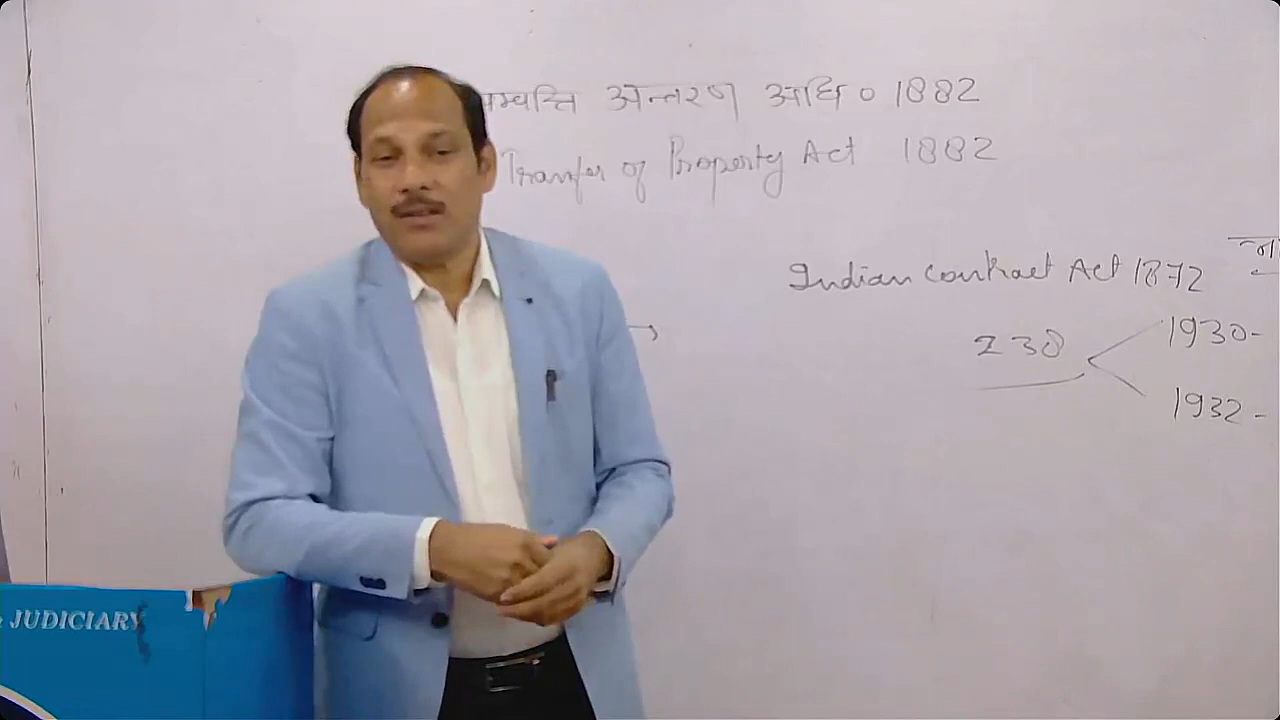 सम्पत्ति अन्तरण अधि० 1882
Tranfer of Property Act 1882
Indian Contract Act 1872
238
1930-
1932-
JUDICIARY